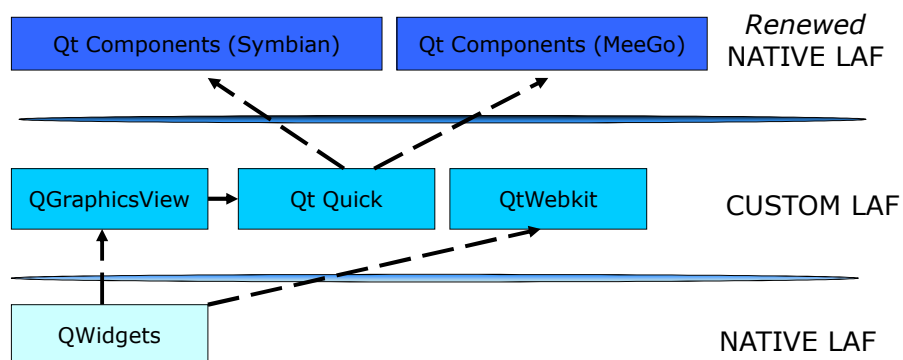 Qt Components (Symbian)
Qt Components (MeeGo)
Renewed
NATIVE LAF
QGraphicsView
Qt Quick
QtWebkit
CUSTOM LAF
QWidgets
NATIVE LAF